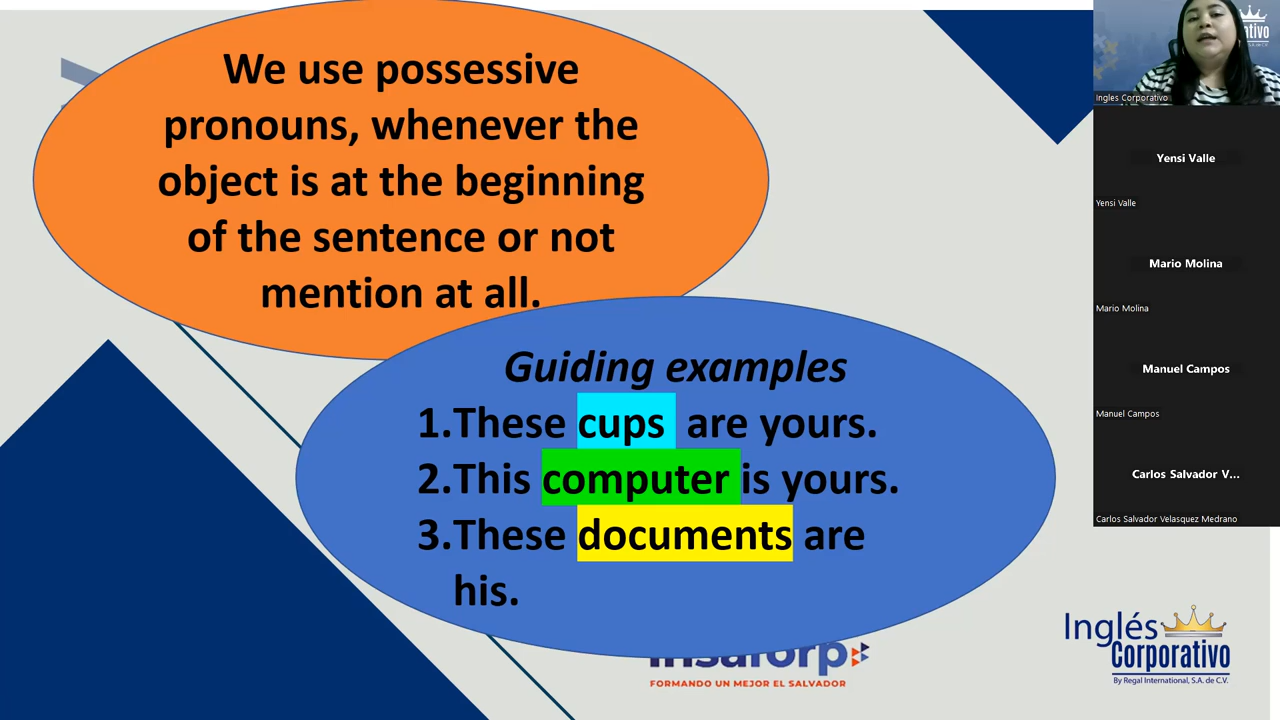 We use possessive
pronouns, whenever the
object is at the beginning
of the sentence or not
mention at all.
Guiding examples
1.These cups are yours.
2.This computer is yours.
3.These documents are
his.
FORMANDO UN MEJOR EL SALVADOR
Inglés
Corporativo
By Regal International, S.A. de C.V.
Ingles Corporativo
Yensi Valle
Yensi Valle
Mario Molina
Mario Molina
Manuel Campos
Manuel Campos
Carlos Salvador V...
Carlos Salvador Velasquez Medrano